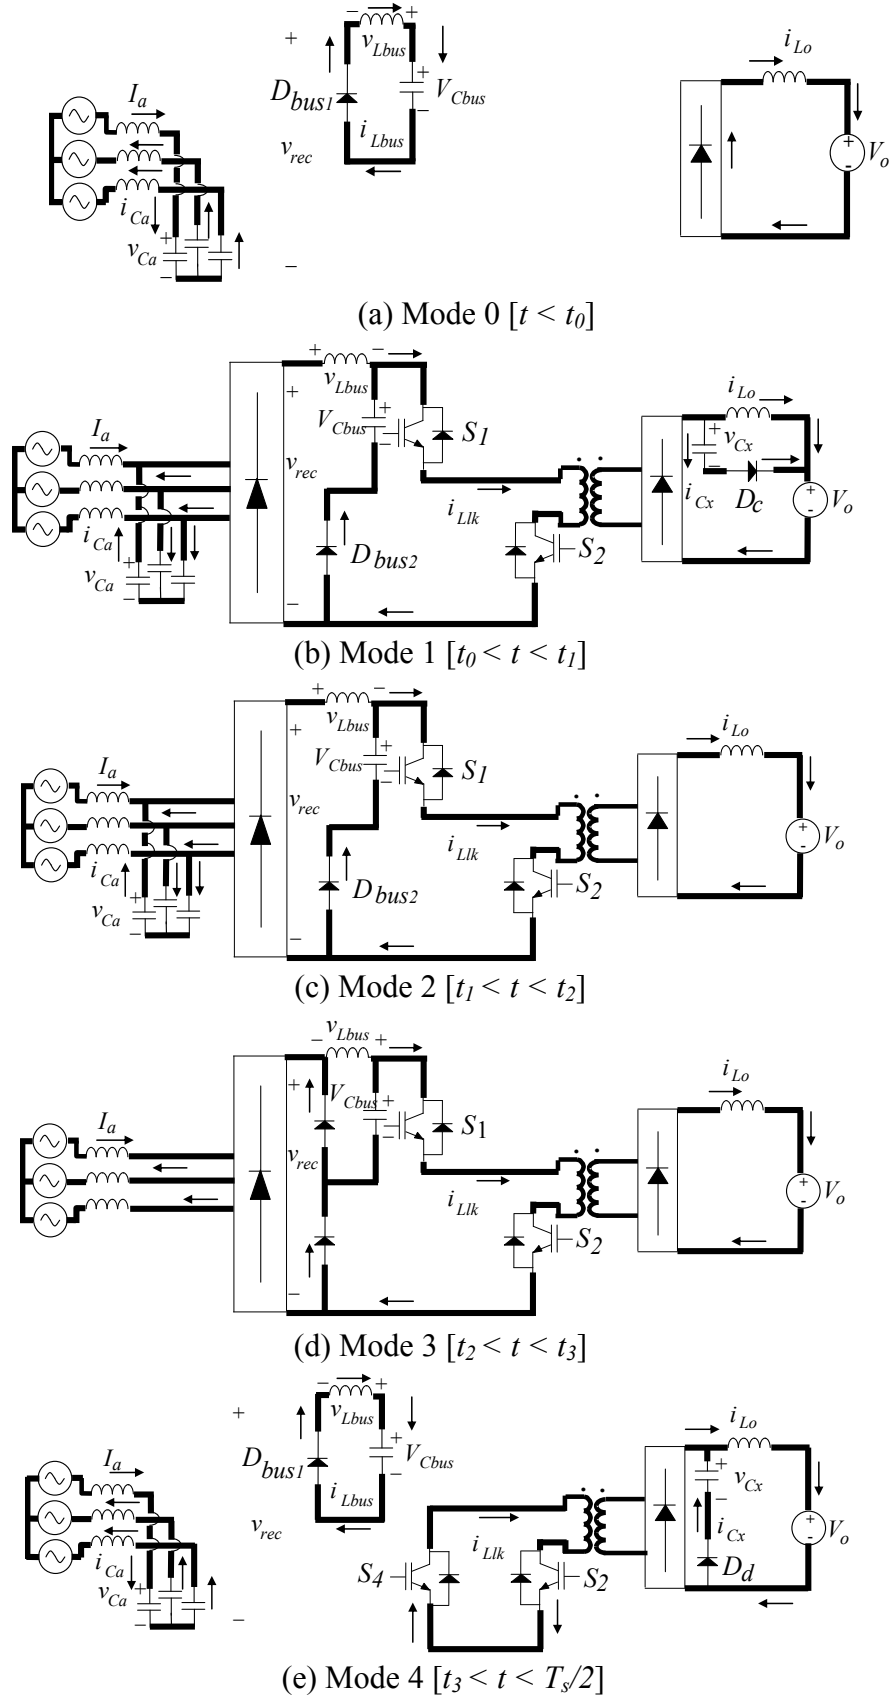 − +
v_Lbus
+
D_bus1
+
V_Cbus
−
i_Lbus
v_rec
I_a
i_Ca
v_Ca
+
−
−
i_Lo
V_o
+
-
(a) Mode 0 [t < t_0]
+ −
v_Lbus
+
V_Cbus
+
−
S_1
I_a
v_rec
i_Ca
v_Ca
+
−
−
D_bus2
i_Llk
S_2
i_Lo
+
v_Cx
−
i_Cx
D_c
V_o
+
-
(b) Mode 1 [t_0 < t < t_1]
+ −
v_Lbus
+
V_Cbus
+
−
S_1
I_a
v_rec
i_Ca
v_Ca
+
−
−
D_bus2
i_Llk
S_2
i_Lo
V_o
+
-
(c) Mode 2 [t_1 < t < t_2]
− v_Lbus +
+
V_Cbus
+
−
S_1
I_a
v_rec
−
i_Llk
S_2
i_Lo
V_o
+
-
(d) Mode 3 [t_2 < t < t_3]
− +
v_Lbus
+
D_bus1
+
V_Cbus
−
i_Lbus
v_rec
I_a
i_Ca
v_Ca
+
−
−
S_4
i_Llk
S_2
i_Lo
+
v_Cx
−
i_Cx
D_d
V_o
+
-
(e) Mode 4 [t_3 < t < T_s/2]